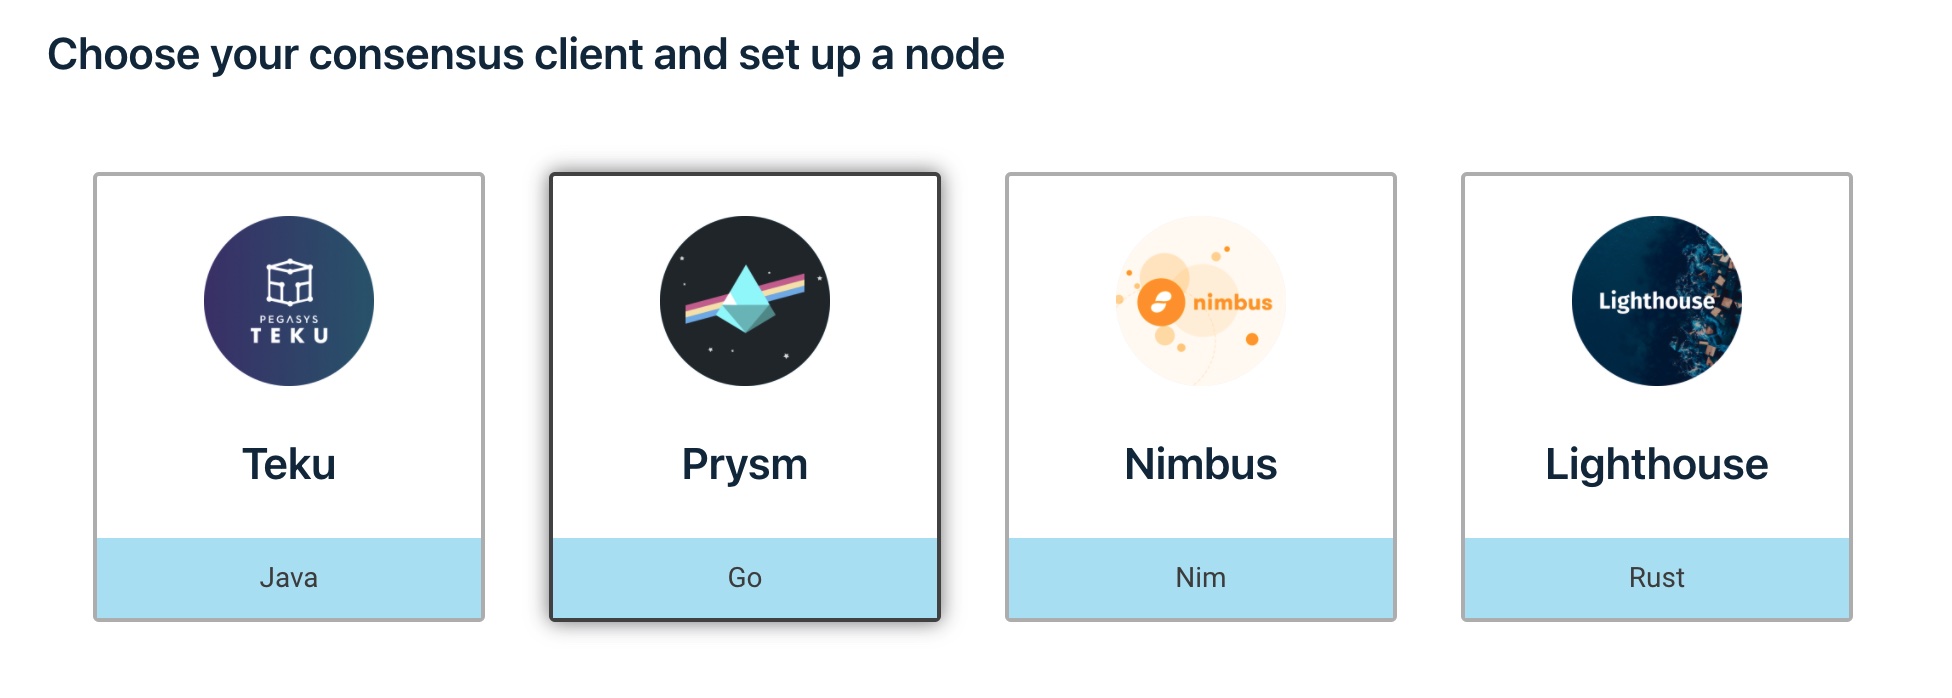 Choose your consensus client and set up a node
PEGASYS
TEKU
nimbus
Lighthouse
Teku
Prysm
Nimbus
Lighthouse
Java
Go
Nim
Rust